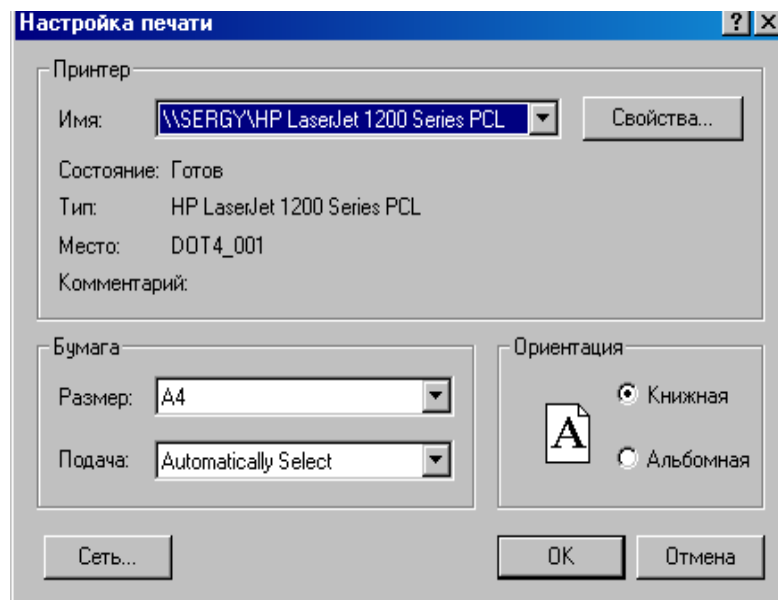 Настройка печати
Принтер
Имя: \\SERGY\HP LaserJet 1200 Series PCL Свойства...
Состояние: Готов
Тип: HP LaserJet 1200 Series PCL
Место: DOT4_001
Комментарий:
Бумага
Размер: A4
Подача: Automatically Select
Ориентация
A
Книжная
Альбомная
Сеть... OK Отмена